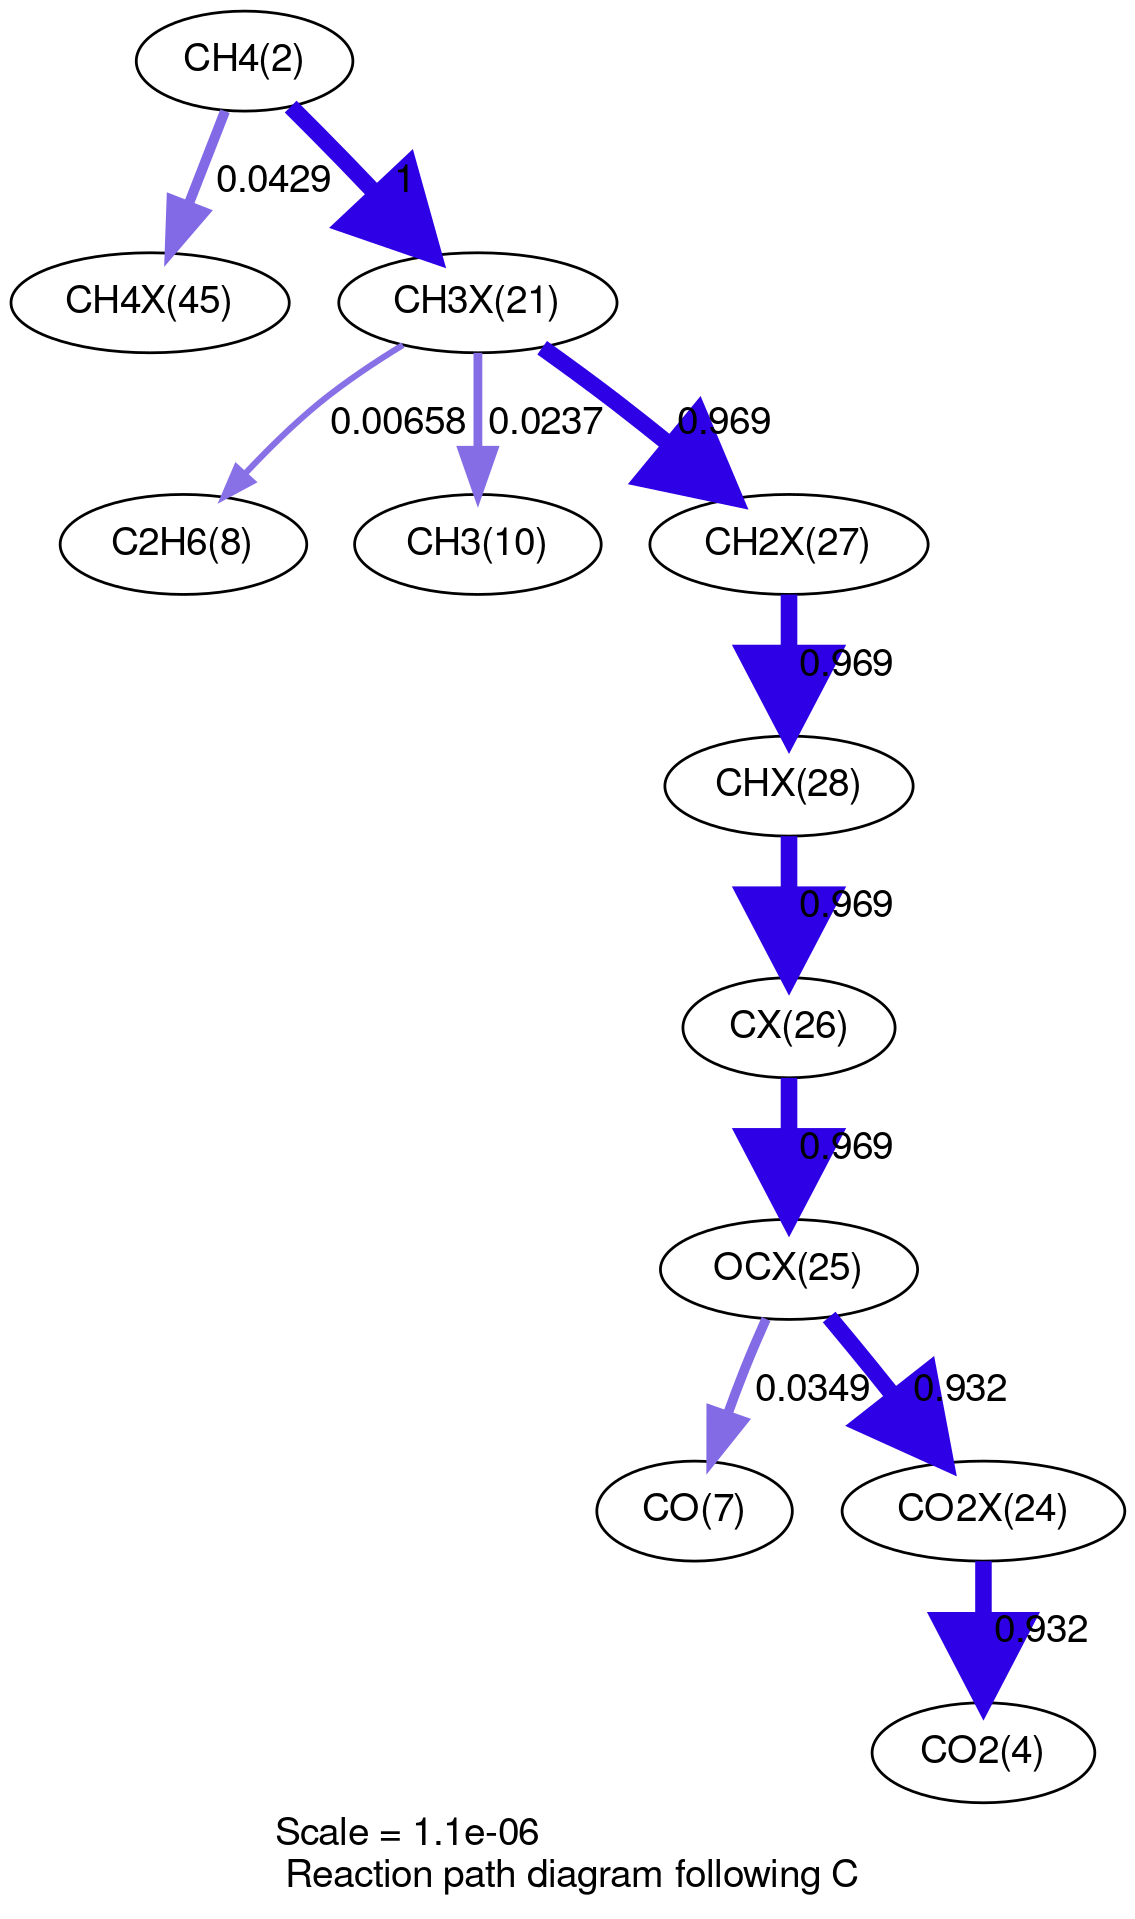 CH4(2)
0.0429
1
CH4X(45)
CH3X(21)
0.00658
0.0237
0.969
C2H6(8)
CH3(10)
CH2X(27)
0.969
CHX(28)
0.969
CX(26)
0.969
OCX(25)
0.0349
0.932
CO(7)
CO2X(24)
0.932
CO2(4)
Scale = 1.1e-06
Reaction path diagram following C